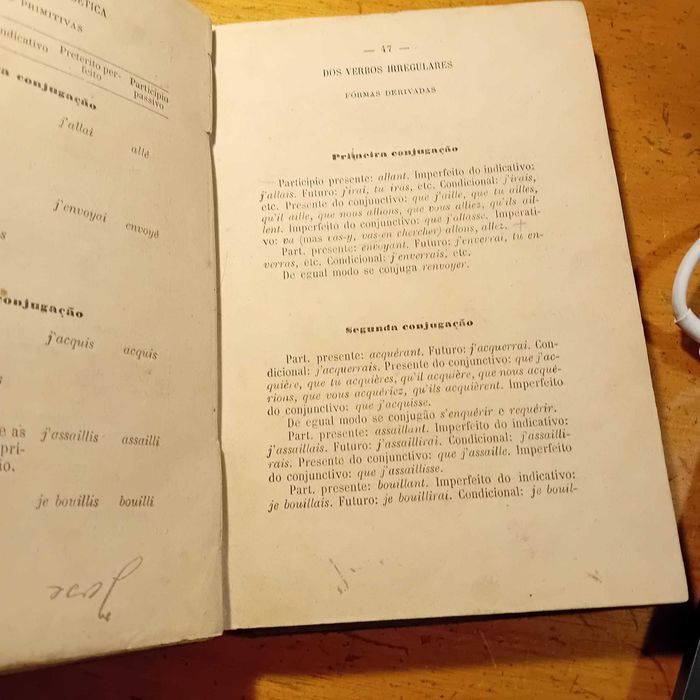 ETICA
PRIMITIVAS
ndicativo Preterito per-
feito Participio
passivo
a conjugação
j'allai allé
j'envoyai envoyé
s
conjugação
j'acquis acquis
s
e as j'assaillis assailli
pri-
io.
je bouillis bouilli
— 47 —
DOS VERBOS IRREGULARES
FÓRMAS DERIVADAS
Primeira conjugação
Participio presente: allant. Imperfeito do indicativo:
j'allais. Futuro: j'irai, tu iras, etc. Condicional: j'irais,
etc. Presente do conjunctivo: que j'aille, que tu ailles,
qu'il aille, que nous allions, que vous alliez, qu'ils ail-
lent. Imperfeito do conjunctivo: que j'allasse. Imperati-
vo: va (mas vas-y, vas-en chercher) allons, allez.
Part. presente: envoyant. Futuro: j'enverrai, tu en-
verras, etc. Condicional: j'enverrais, etc.
De egual modo se conjuga renvoyer.
Segunda conjugação
Part. presente: acquérant. Futuro: j'acquerrai. Con-
dicional: j'acquerrais. Presente do conjunctivo: que j'ac-
quière, que tu acquières, qu'il acquière, que nous acqué-
rions, que vous acquériez, qu'ils acquièrent. Imperfeito
do conjunctivo: que j'acquisse.
De egual modo se conjugão s'enquérir e requérir.
Part. presente: assaillant. Imperfeito do indicativo:
j'assaillais. Futuro: j'assaillirai. Condicional: j'assailli-
rais. Presente do conjunctivo: que j'assaille. Imperfeito
do conjunctivo: que j'assaillisse.
Part. presente: bouillant. Imperfeito do indicativo:
je bouillais. Futuro: je bouillirai. Condicional: je bouil-